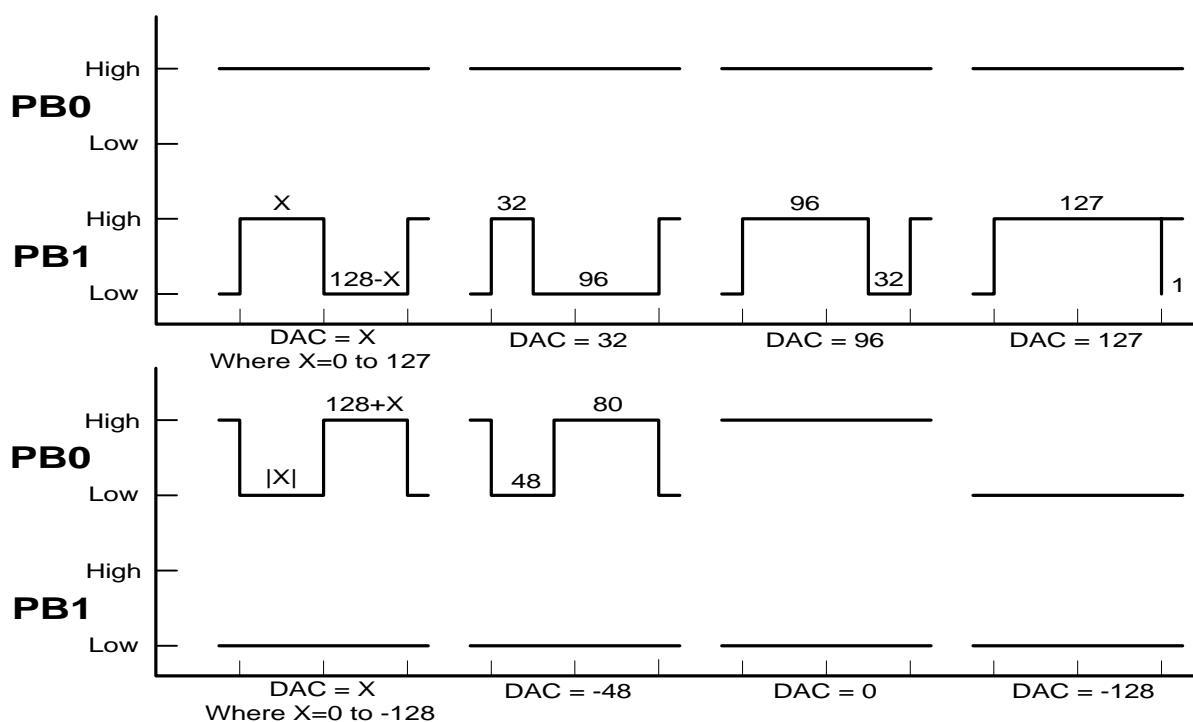 High
PB0
Low
High
X
32
96
127
PB1
Low
128-X
96
32
1
DAC = X
Where X=0 to 127
DAC = 32
DAC = 96
DAC = 127
High
128+X
80
PB0
Low
|X|
48
High
PB1
Low
DAC = X
Where X=0 to -128
DAC = -48
DAC = 0
DAC = -128